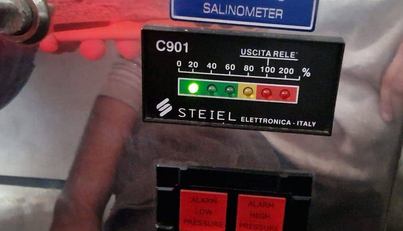 SALINOMETER
C901
USCITA RELE'
0 20 40 60 80 100 200 %
STEIEL ELETTRONICA - ITALY
ALARM ALARM
LOW HIGH
PRESSURE PRESSURE